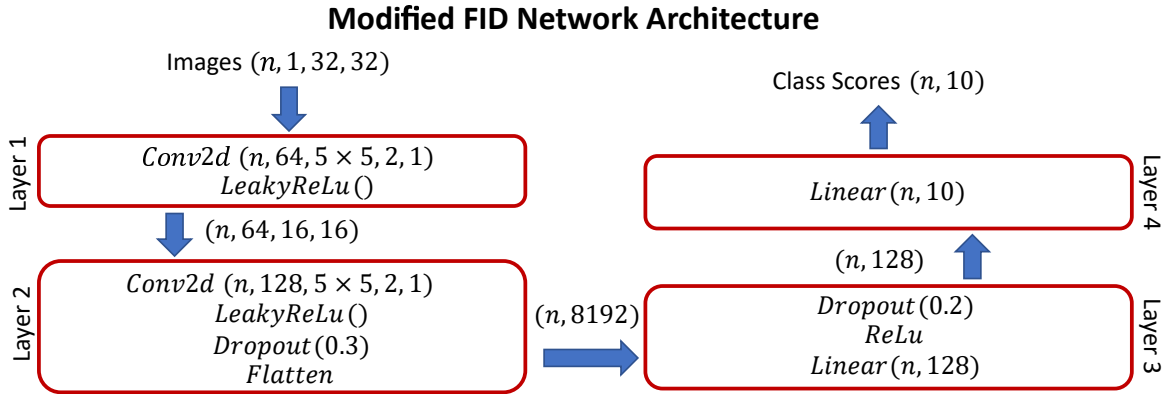 Modified FID Network Architecture
Images (n, 1, 32, 32)
Layer 1
Conv2d (n, 64, 5 × 5, 2, 1)
LeakyReLu()
(n, 64, 16, 16)
Layer 2
Conv2d (n, 128, 5 × 5, 2, 1)
LeakyReLu()
Dropout(0.3)
Flatten
(n, 8192)
Layer 3
Dropout(0.2)
ReLu
Linear(n, 128)
(n, 128)
Layer 4
Linear(n, 10)
Class Scores (n, 10)